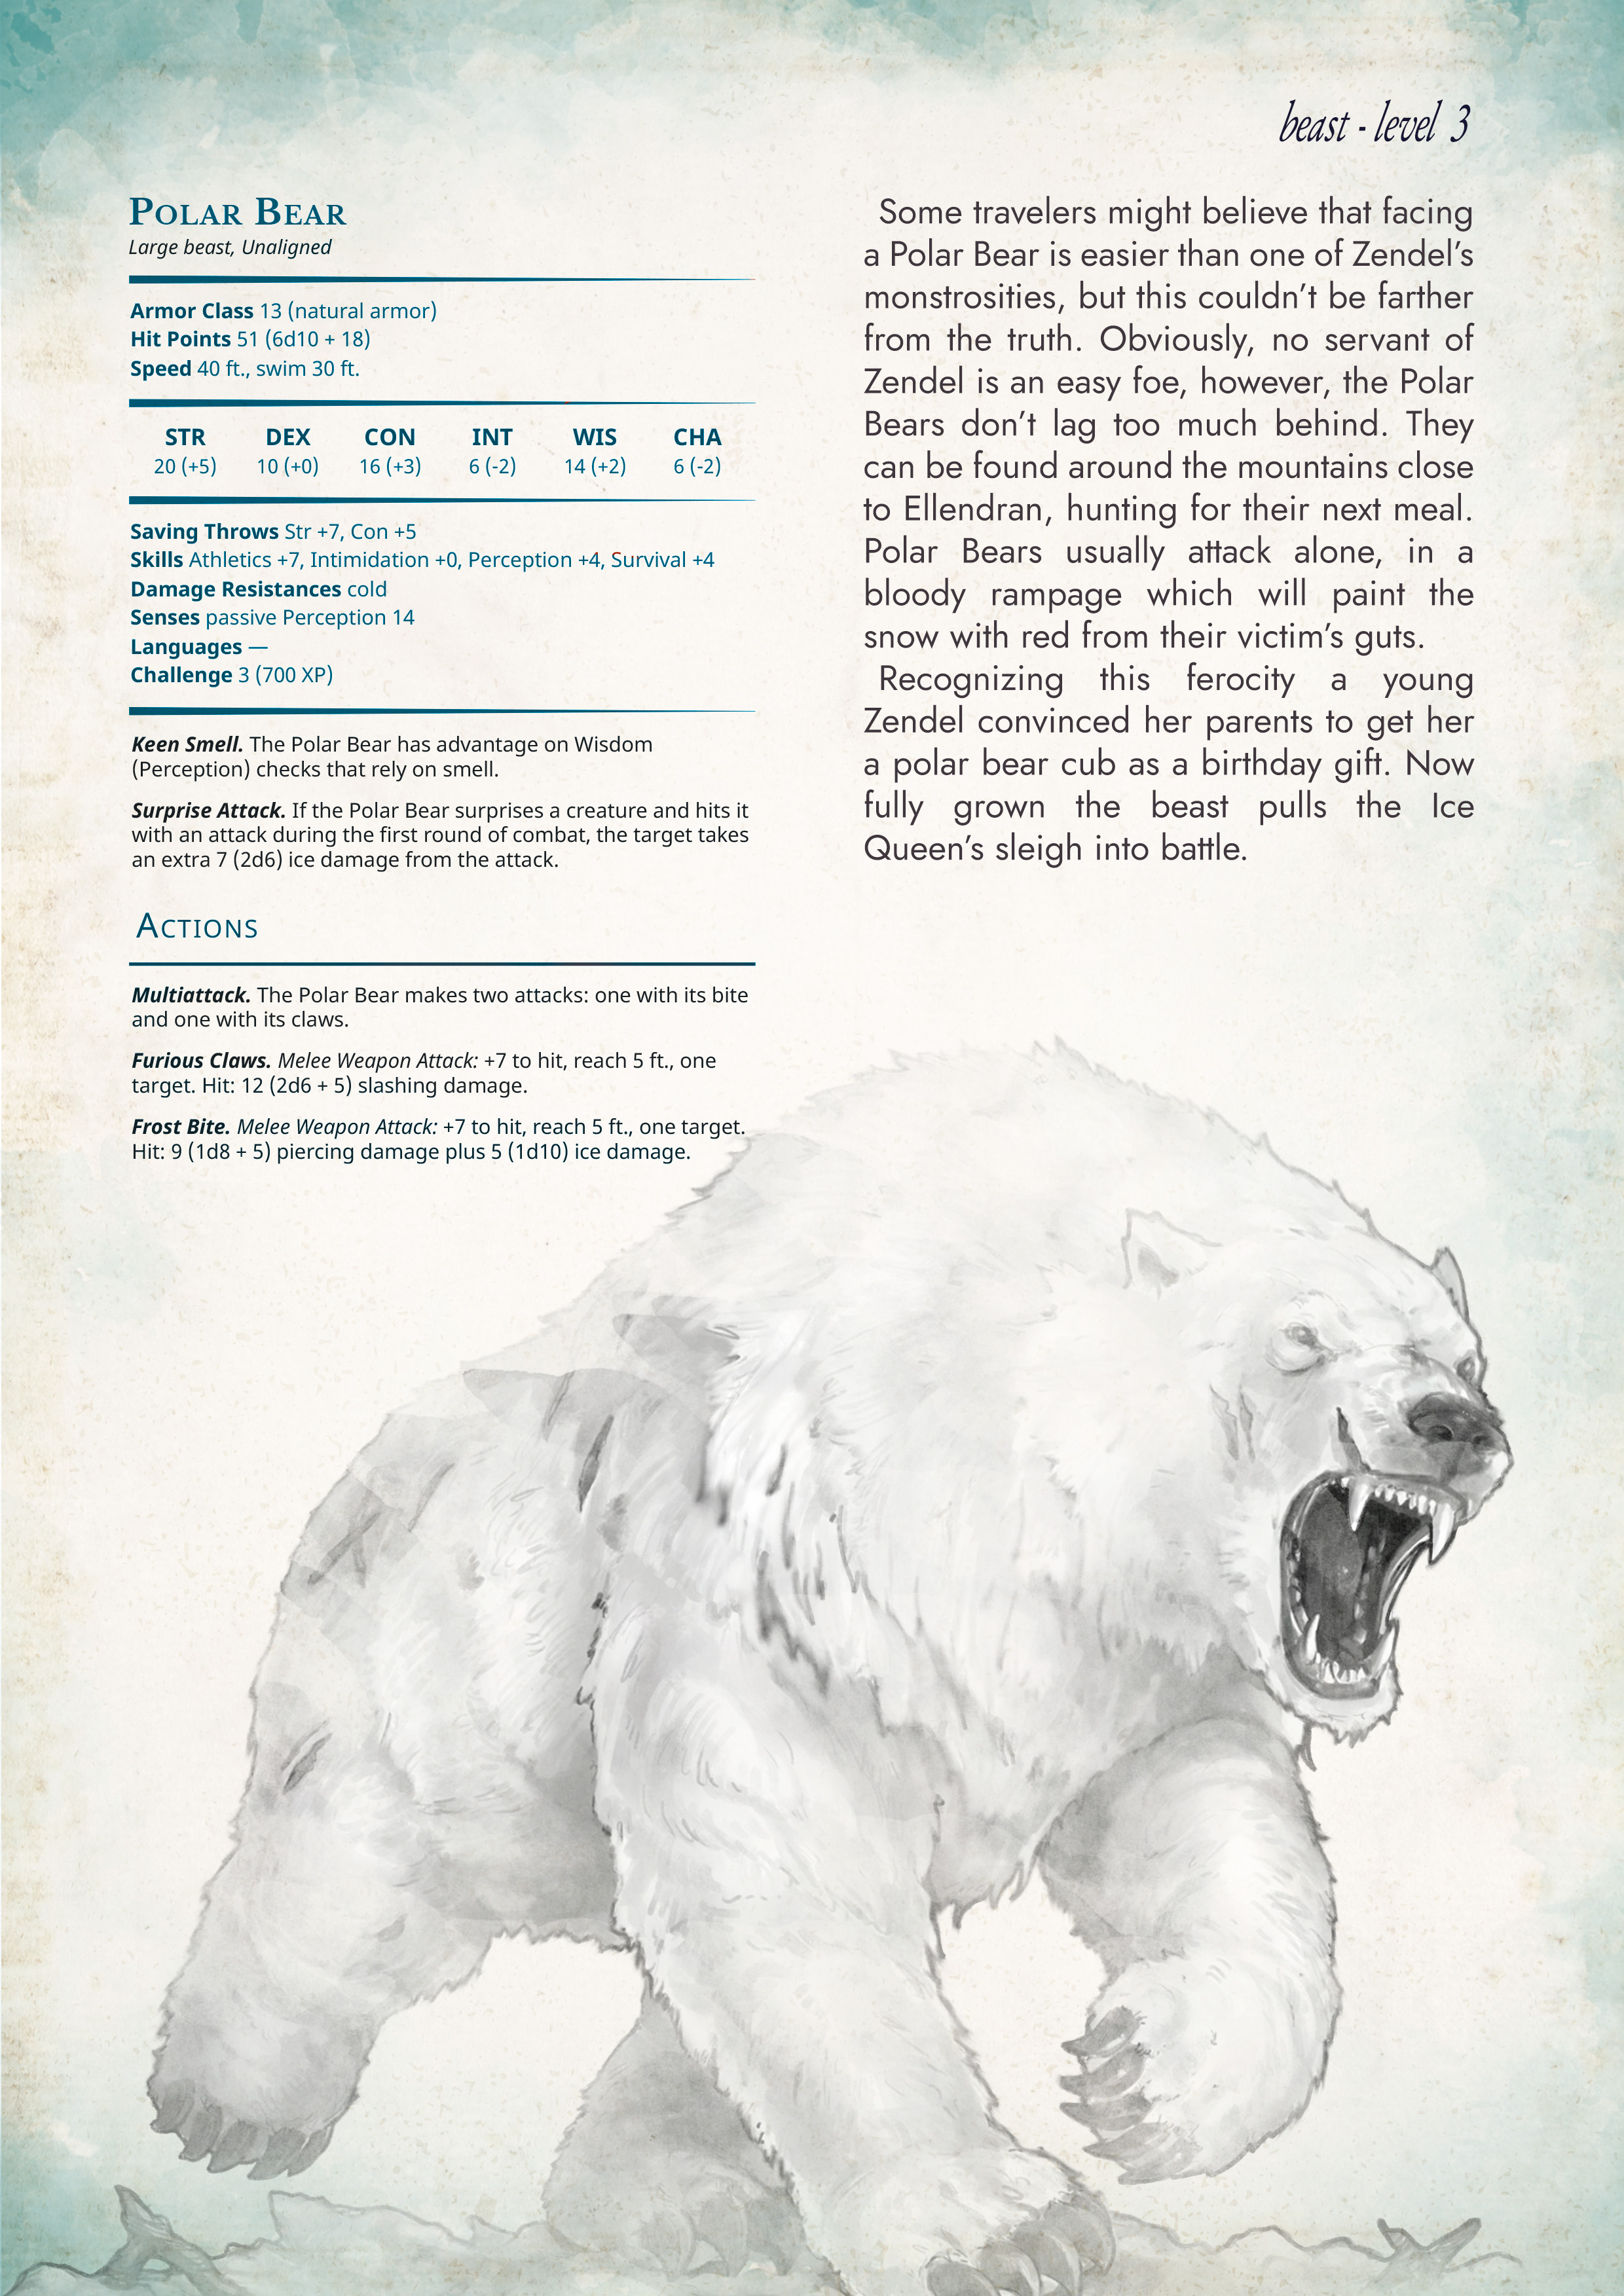 beast - level 3
Polar Bear
Large beast, Unaligned
Armor Class 13 (natural armor)
Hit Points 51 (6d10 + 18)
Speed 40 ft., swim 30 ft.
STR DEX CON INT WIS CHA
20 (+5) 10 (+0) 16 (+3) 6 (-2) 14 (+2) 6 (-2)
Saving Throws Str +7, Con +5
Skills Athletics +7, Intimidation +0, Perception +4, Survival +4
Damage Resistances cold
Senses passive Perception 14
Languages —
Challenge 3 (700 XP)
Keen Smell. The Polar Bear has advantage on Wisdom
(Perception) checks that rely on smell.
Surprise Attack. If the Polar Bear surprises a creature and hits it
with an attack during the first round of combat, the target takes
an extra 7 (2d6) ice damage from the attack.
Actions
Multiattack. The Polar Bear makes two attacks: one with its bite
and one with its claws.
Furious Claws. Melee Weapon Attack: +7 to hit, reach 5 ft., one
target. Hit: 12 (2d6 + 5) slashing damage.
Frost Bite. Melee Weapon Attack: +7 to hit, reach 5 ft., one target.
Hit: 9 (1d8 + 5) piercing damage plus 5 (1d10) ice damage.
Some travelers might believe that facing
a Polar Bear is easier than one of Zendel’s
monstrosities, but this couldn’t be farther
from the truth. Obviously, no servant of
Zendel is an easy foe, however, the Polar
Bears don’t lag too much behind. They
can be found around the mountains close
to Ellendran, hunting for their next meal.
Polar Bears usually attack alone, in a
bloody rampage which will paint the
snow with red from their victim’s guts.
Recognizing this ferocity a young
Zendel convinced her parents to get her
a polar bear cub as a birthday gift. Now
fully grown the beast pulls the Ice
Queen’s sleigh into battle.